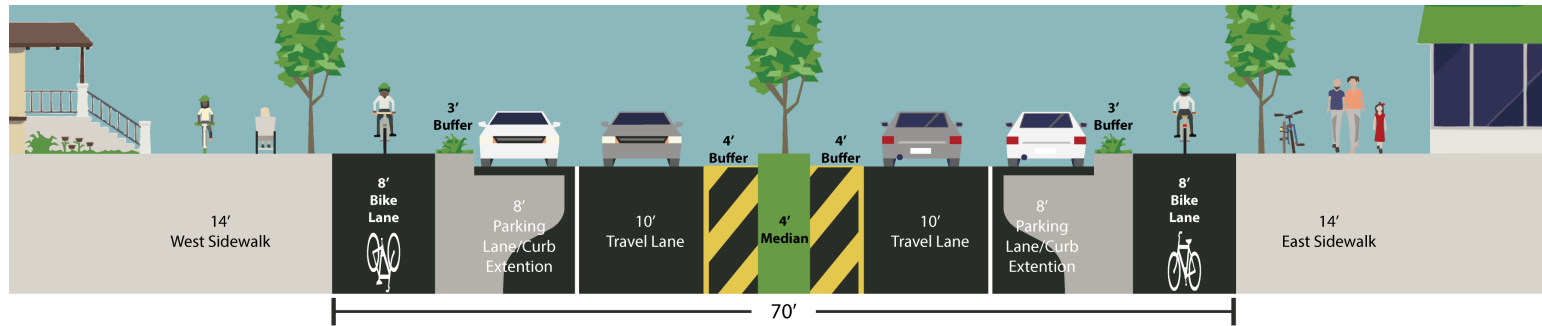 14’
West Sidewalk
8’
Bike
Lane
3’
Buffer
8’
Parking
Lane/Curb
Extention
10’
Travel Lane
4’
Buffer
4’
Median
4’
Buffer
10’
Travel Lane
3’
Buffer
8’
Parking
Lane/Curb
Extention
8’
Bike
Lane
14’
East Sidewalk
70’